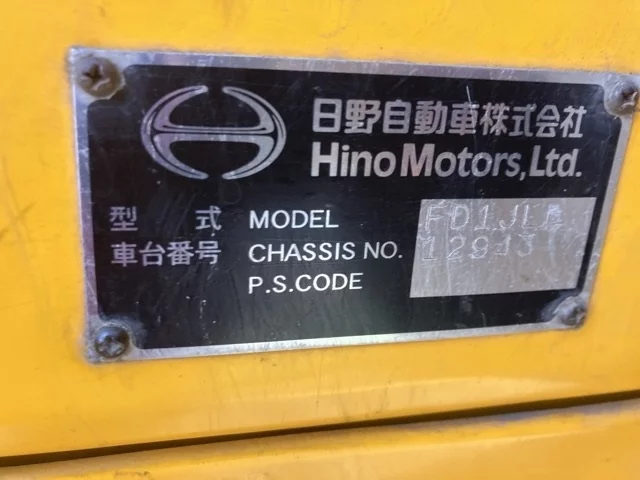 日野自動車株式会社
Hino Motors, Ltd.
型 式 MODEL FD1JLA
車台番号 CHASSIS NO.
P.S.CODE